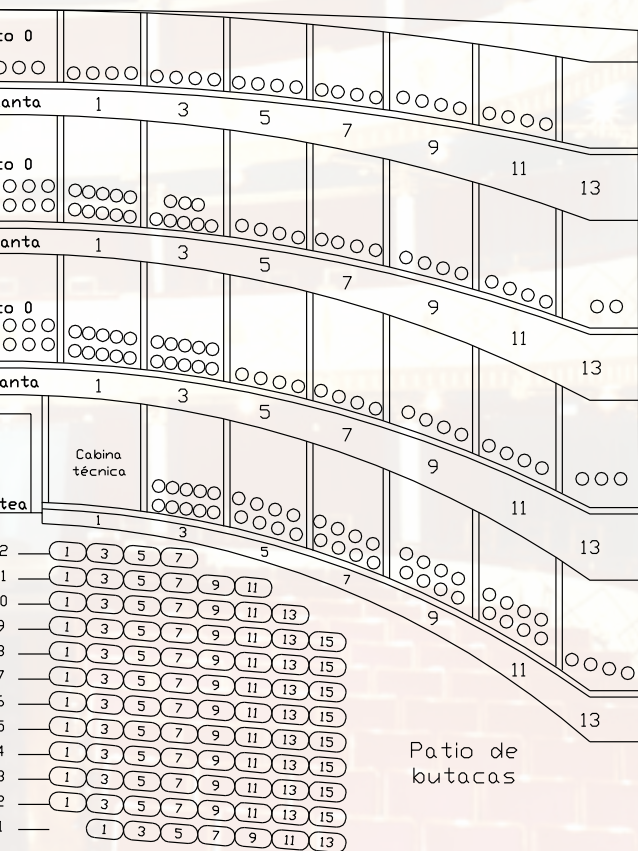 to 0
anta
1
3
5
7
9
11
13
to 0
anta
1
3
5
7
9
11
13
to 0
anta
1
3
5
7
9
11
13
Cabina
técnica
tea
1
3
5
7
9
11
13
2 1 3 5 7
1 1 3 5 7 9 11
0 1 3 5 7 9 11 13
9 1 3 5 7 9 11 13 15
8 1 3 5 7 9 11 13 15
7 1 3 5 7 9 11 13 15
6 1 3 5 7 9 11 13 15
5 1 3 5 7 9 11 13 15
4 1 3 5 7 9 11 13 15
3 1 3 5 7 9 11 13 15
2 1 3 5 7 9 11 13 15
1 1 3 5 7 9 11 13
Patio de
butacas